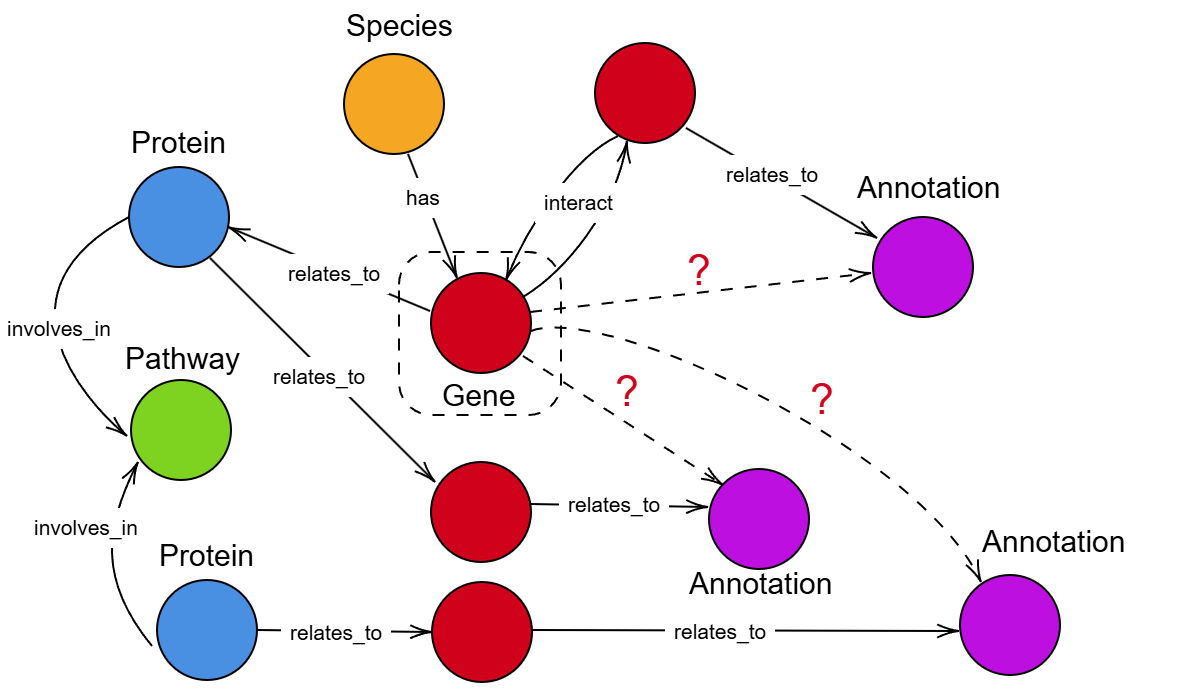 Species
Protein
relates_to
Annotation
has
interact
?
relates_to
involves_in
Pathway
relates_to
Gene
?
?
relates_to
involves_in
Protein
Annotation
Annotation
relates_to
relates_to